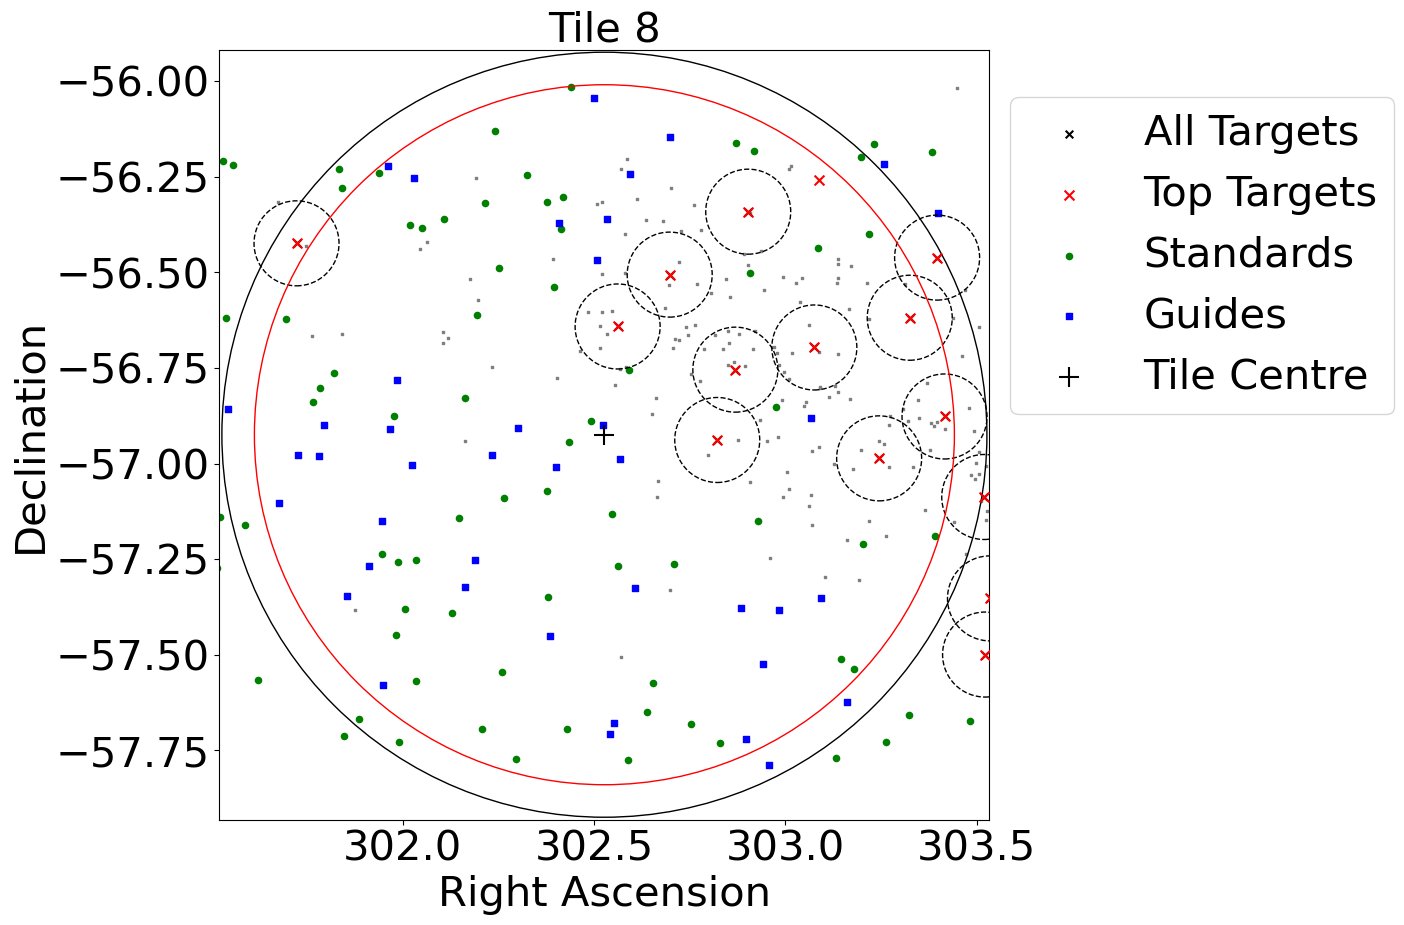 Tile 8
−56.00
−56.25
−56.50
−56.75
−57.00
−57.25
−57.50
−57.75
Declination
302.0 302.5 303.0 303.5
Right Ascension
All Targets
Top Targets
Standards
Guides
Tile Centre